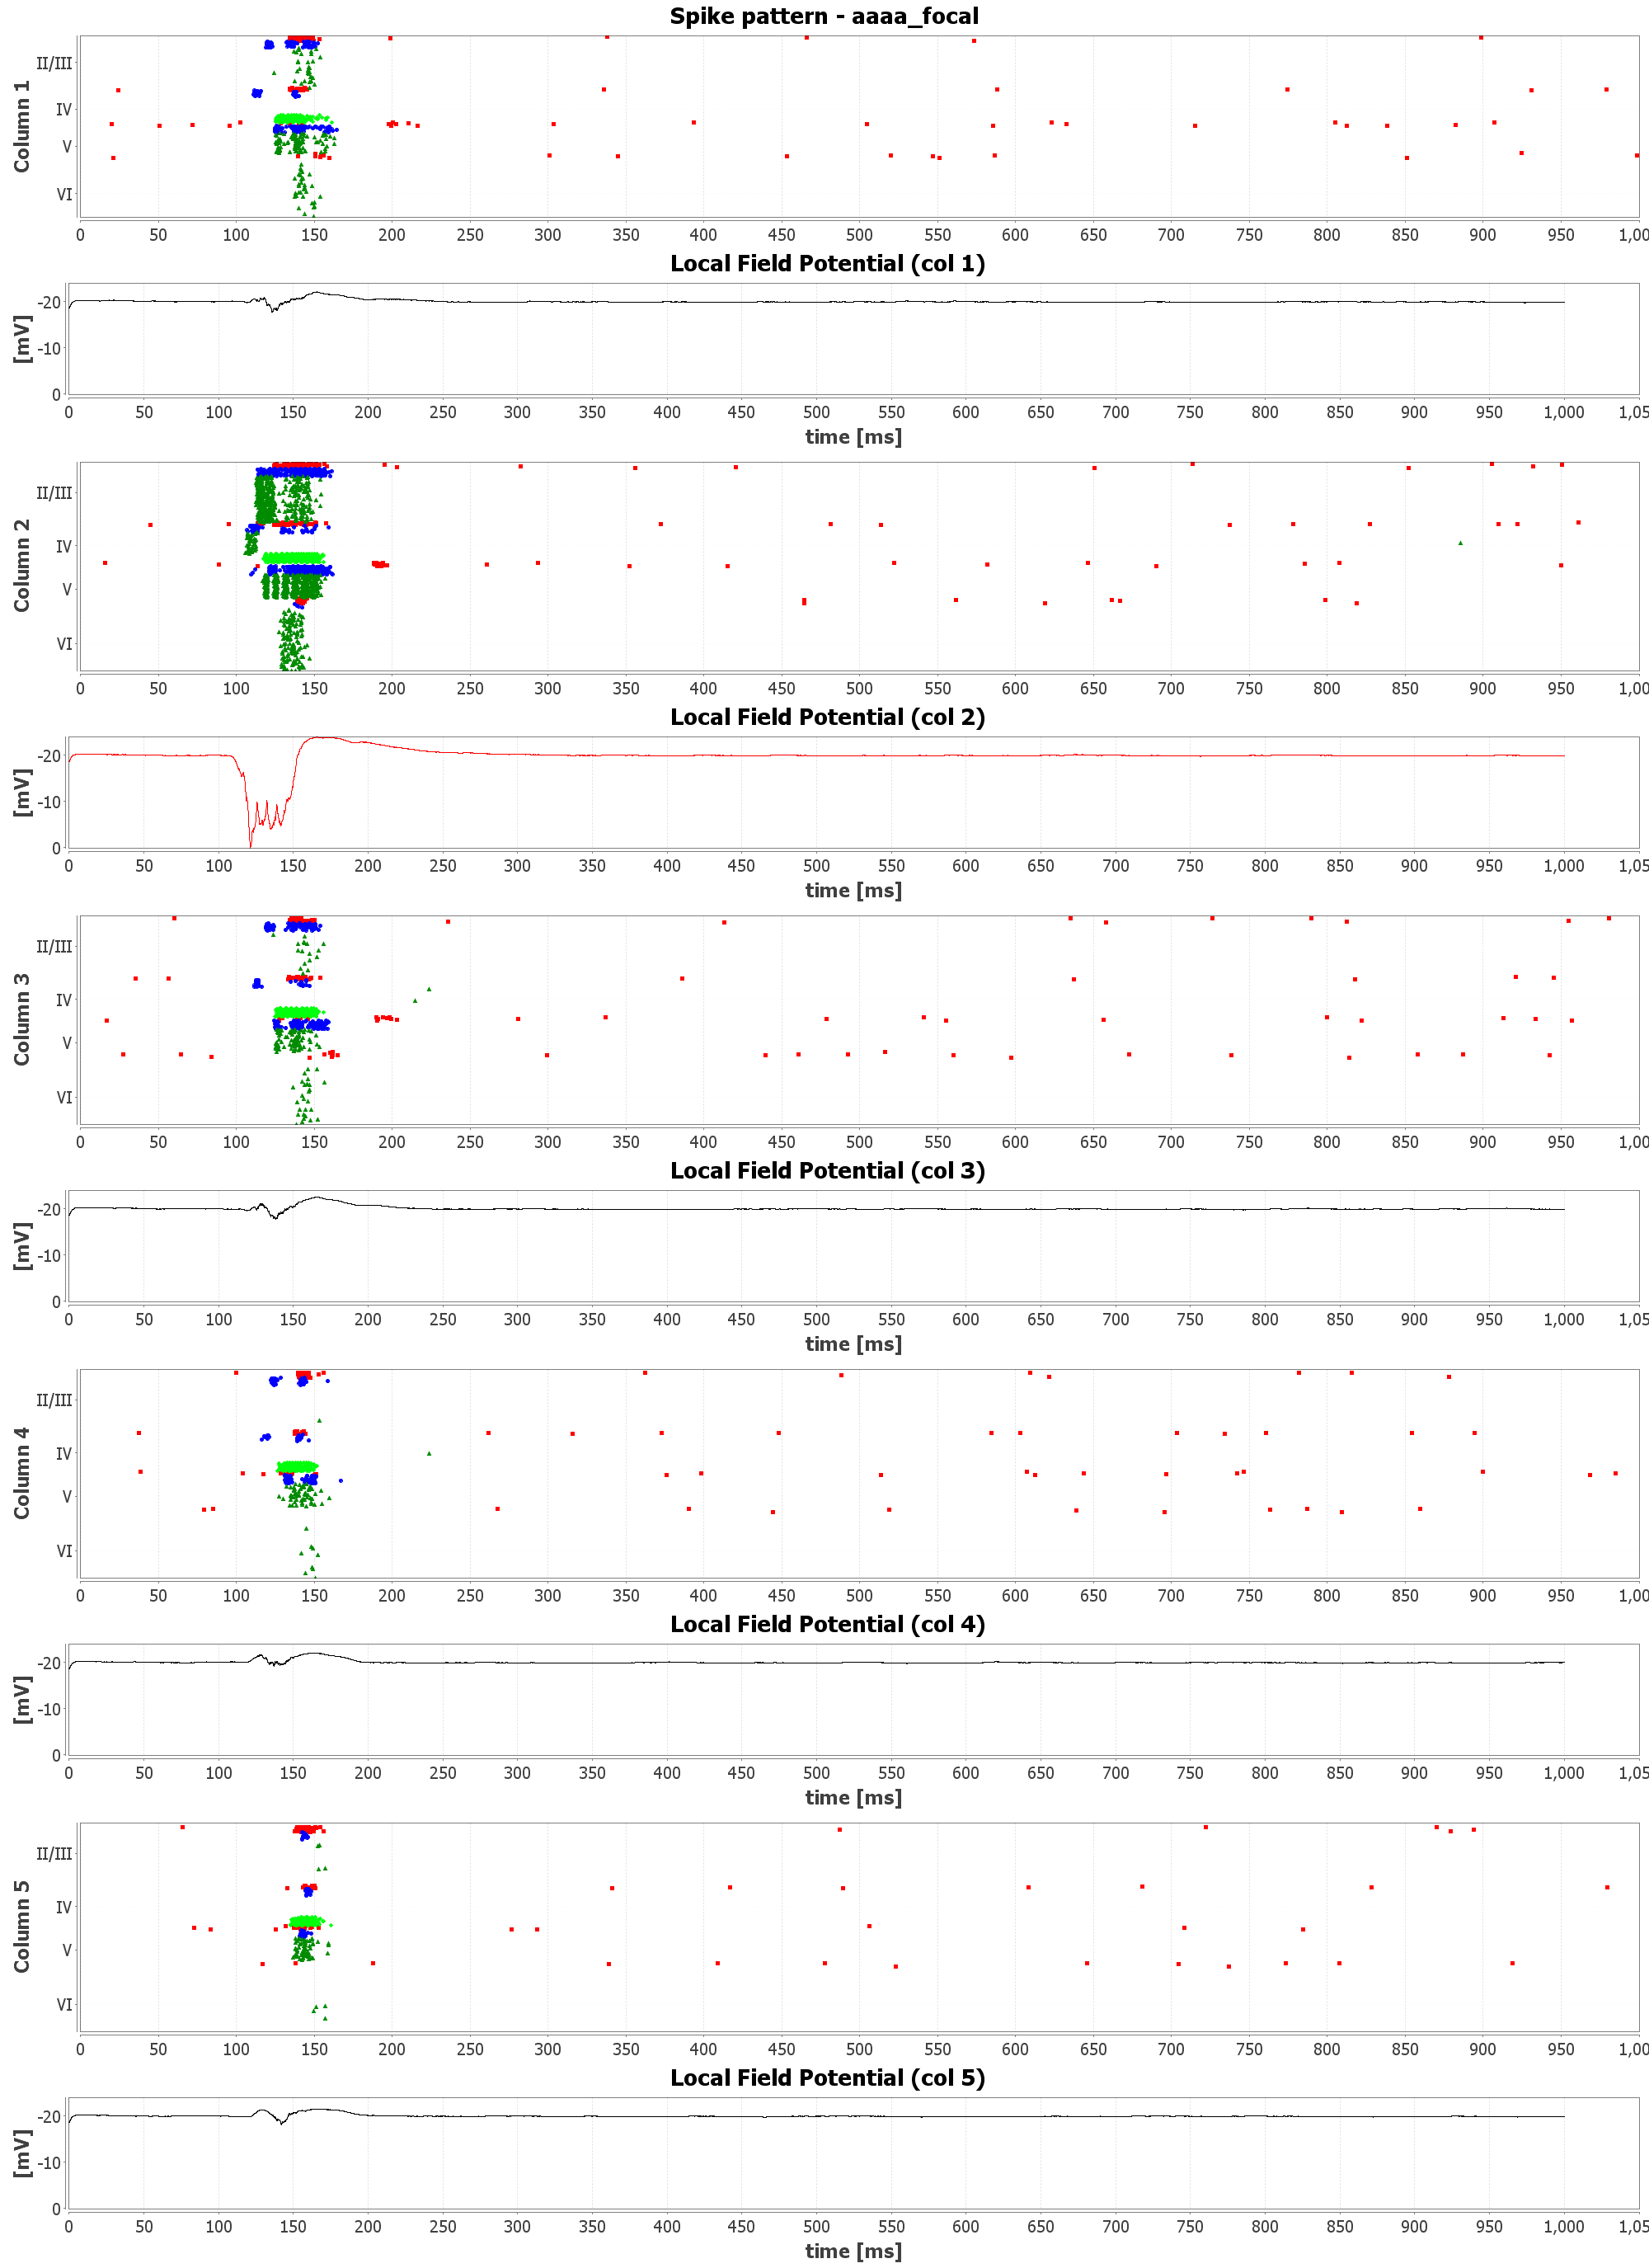 Spike pattern - aaaa_focal
Column 1
II/III
IV
V
VI
0 50 100 150 200 250 300 350 400 450 500 550 600 650 700 750 800 850 900 950 1,00
Local Field Potential (col 1)
[mV]
-20
-10
0
0 50 100 150 200 250 300 350 400 450 500 550 600 650 700 750 800 850 900 950 1,000 1,05
time [ms]
Column 2
II/III
IV
V
VI
0 50 100 150 200 250 300 350 400 450 500 550 600 650 700 750 800 850 900 950 1,00
Local Field Potential (col 2)
[mV]
-20
-10
0
0 50 100 150 200 250 300 350 400 450 500 550 600 650 700 750 800 850 900 950 1,000 1,05
time [ms]
Column 3
II/III
IV
V
VI
0 50 100 150 200 250 300 350 400 450 500 550 600 650 700 750 800 850 900 950 1,00
Local Field Potential (col 3)
[mV]
-20
-10
0
0 50 100 150 200 250 300 350 400 450 500 550 600 650 700 750 800 850 900 950 1,000 1,05
time [ms]
Column 4
II/III
IV
V
VI
0 50 100 150 200 250 300 350 400 450 500 550 600 650 700 750 800 850 900 950 1,00
Local Field Potential (col 4)
[mV]
-20
-10
0
0 50 100 150 200 250 300 350 400 450 500 550 600 650 700 750 800 850 900 950 1,000 1,05
time [ms]
Column 5
II/III
IV
V
VI
0 50 100 150 200 250 300 350 400 450 500 550 600 650 700 750 800 850 900 950 1,00
Local Field Potential (col 5)
[mV]
-20
-10
0
0 50 100 150 200 250 300 350 400 450 500 550 600 650 700 750 800 850 900 950 1,000 1,05
time [ms]